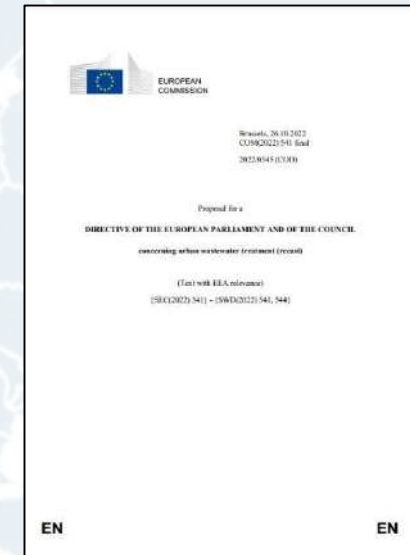 EUROPEAN
COMMISSION
Brussels, 26.10.2022
COM(2022) 541 final
2022/0345 (COD)
Proposal for a
DIRECTIVE OF THE EUROPEAN PARLIAMENT AND OF THE COUNCIL
concerning urban wastewater treatment (recast)
(Text with EEA relevance)
{SEC(2022) 541} - {SWD(2022) 541, 544}
EN EN